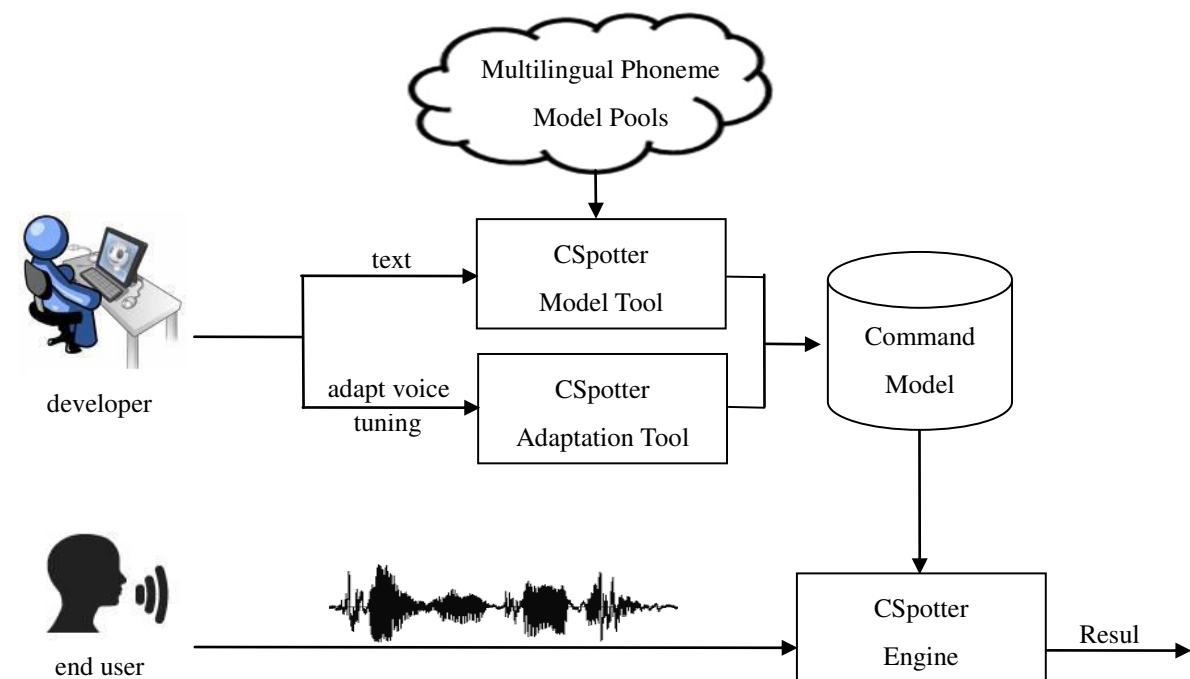 Multilingual Phoneme
Model Pools
text
CSpotter
Model Tool
Command
Model
developer
adapt voice
tuning
CSpotter
Adaptation Tool
end user
CSpotter
Engine
Resul